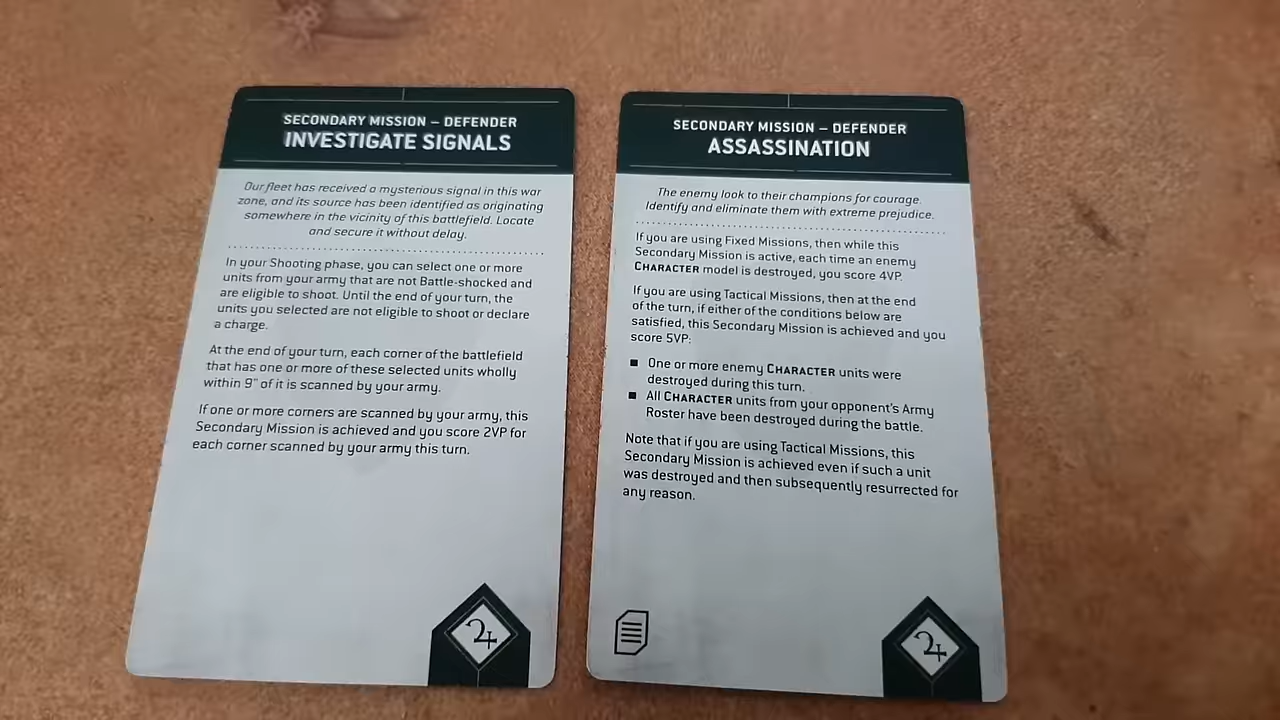 SECONDARY MISSION – DEFENDER
INVESTIGATE SIGNALS
Our fleet has received a mysterious signal in this war
zone, and its source has been identified as originating
somewhere in the vicinity of this battlefield. Locate
and secure it without delay.
In your Shooting phase, you can select one or more
units from your army that are not Battle-shocked and
are eligible to shoot. Until the end of your turn, the
units you selected are not eligible to shoot or declare
a charge.
At the end of your turn, each corner of the battlefield
that has one or more of these selected units wholly
within 9" of it is scanned by your army.
If one or more corners are scanned by your army, this
Secondary Mission is achieved and you score 2VP for
each corner scanned by your army this turn.
SECONDARY MISSION – DEFENDER
ASSASSINATION
The enemy look to their champions for courage.
Identify and eliminate them with extreme prejudice.
If you are using Fixed Missions, then while this
Secondary Mission is active, each time an enemy
CHARACTER model is destroyed, you score 4VP.
If you are using Tactical Missions, then at the end
of the turn, if either of the conditions below are
satisfied, this Secondary Mission is achieved and you
score 5VP:
■ One or more enemy CHARACTER units were
destroyed during this turn.
■ All CHARACTER units from your opponent's Army
Roster have been destroyed during the battle.
Note that if you are using Tactical Missions, this
Secondary Mission is achieved even if such a unit
was destroyed and then subsequently resurrected for
any reason.